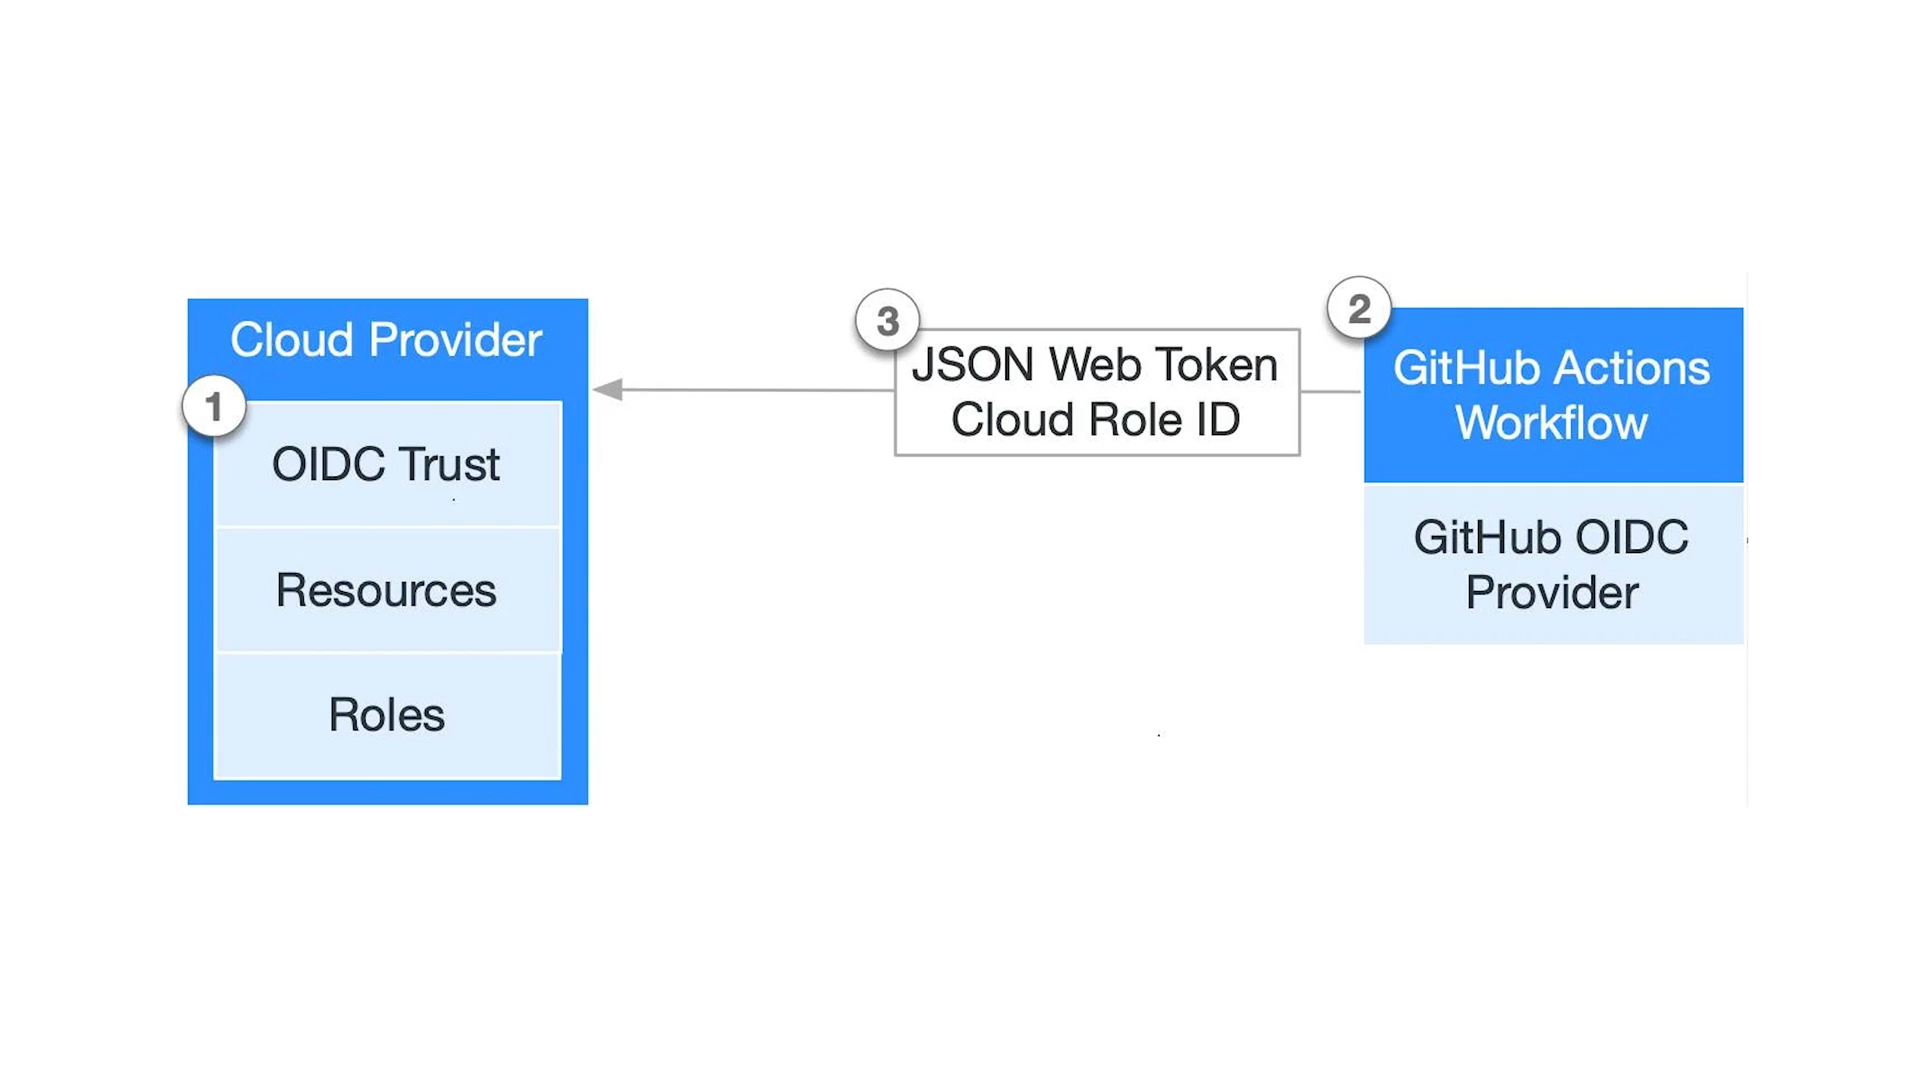 Cloud Provider
1
OIDC Trust
Resources
Roles
3
JSON Web Token
Cloud Role ID
2
GitHub Actions
Workflow
GitHub OIDC
Provider